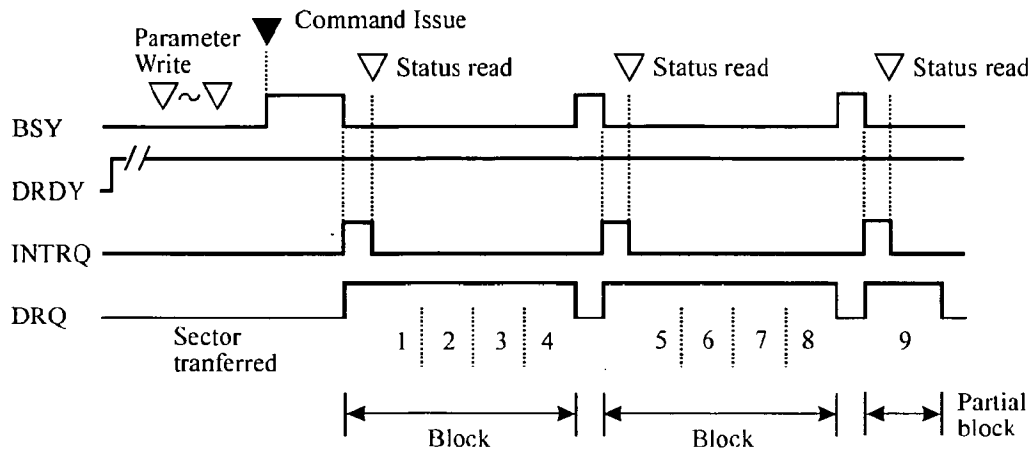 Command Issue
Parameter
Write
~
Status read
Status read
Status read
BSY
DRDY
INTRQ
DRQ
Sector
tranferred
1 2 3 4 5 6 7 8 9
Block
Block
Partial
block